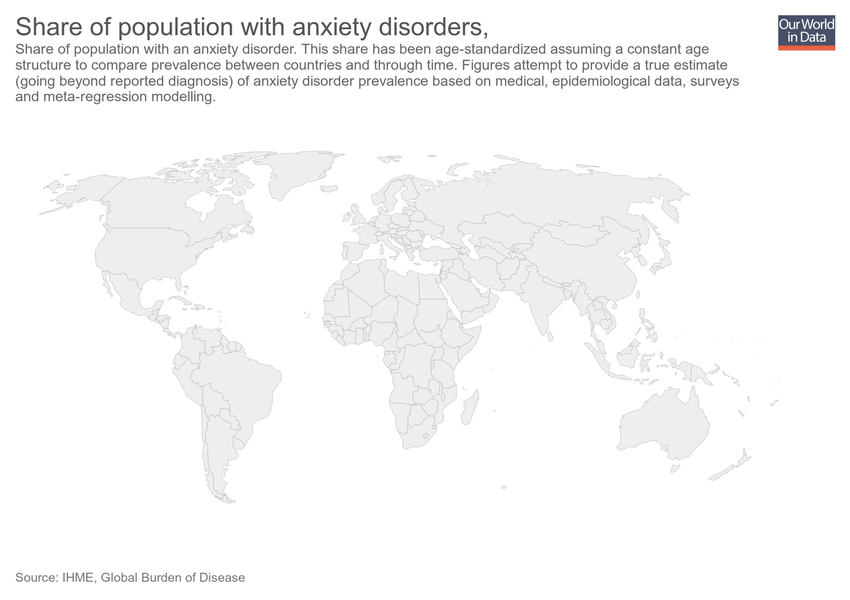 Share of population with anxiety disorders,
Our World
in Data
Share of population with an anxiety disorder. This share has been age-standardized assuming a constant age
structure to compare prevalence between countries and through time. Figures attempt to provide a true estimate
(going beyond reported diagnosis) of anxiety disorder prevalence based on medical, epidemiological data, surveys
and meta-regression modelling.
Source: IHME, Global Burden of Disease